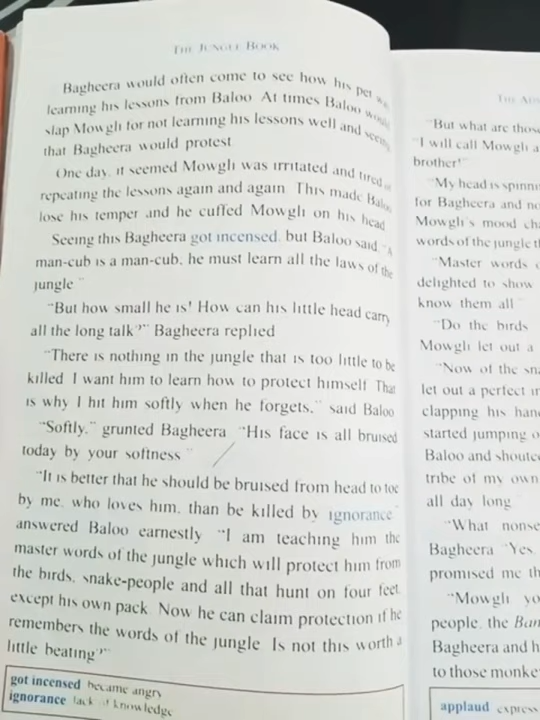 THE JUNGLE BOOK
Bagheera would often come to see how his pet was
learning his lessons from Baloo. At times Baloo would
slap Mowgli for not learning his lessons well and seeing
that Bagheera would protest.
One day, it seemed Mowgli was irritated and tired of
repeating the lessons again and again. This made Baloo
lose his temper and he cuffed Mowgli on his head.
Seeing this Bagheera got incensed, but Baloo said, "A
man-cub is a man-cub, he must learn all the laws of the
jungle."
"But how small he is! How can his little head carry
all the long talk?" Bagheera replied.
"There is nothing in the jungle that is too little to be
killed. I want him to learn how to protect himself. That
is why I hit him softly when he forgets," said Baloo.
"Softly," grunted Bagheera. "His face is all bruised
today by your softness."
"It is better that he should be bruised from head to toe
by me, who loves him, than be killed by ignorance,"
answered Baloo earnestly. "I am teaching him the
master words of the jungle which will protect him from
the birds, snake-people and all that hunt on four feet,
except his own pack. Now he can claim protection if he
remembers the words of the jungle. Is not this worth a
little beating?"
got incensed became angry
ignorance lack of knowledge
THE
"But what are those
"I will call Mowgli a
brother!"
"My head is spinni
for Bagheera and no
Mowgli's mood cha
words of the jungle t
"Master words o
delighted to show
know them all."
"Do the birds
Mowgli let out a
"Now of the sna
let out a perfect
clapping his han
started jumping o
Baloo and shoute
tribe of my own
all day long.
"What nonse
Bagheera. "Yes,
promised me th
"Mowgli, yo
people, the Ban
Bagheera and h
to those monke
applaud express